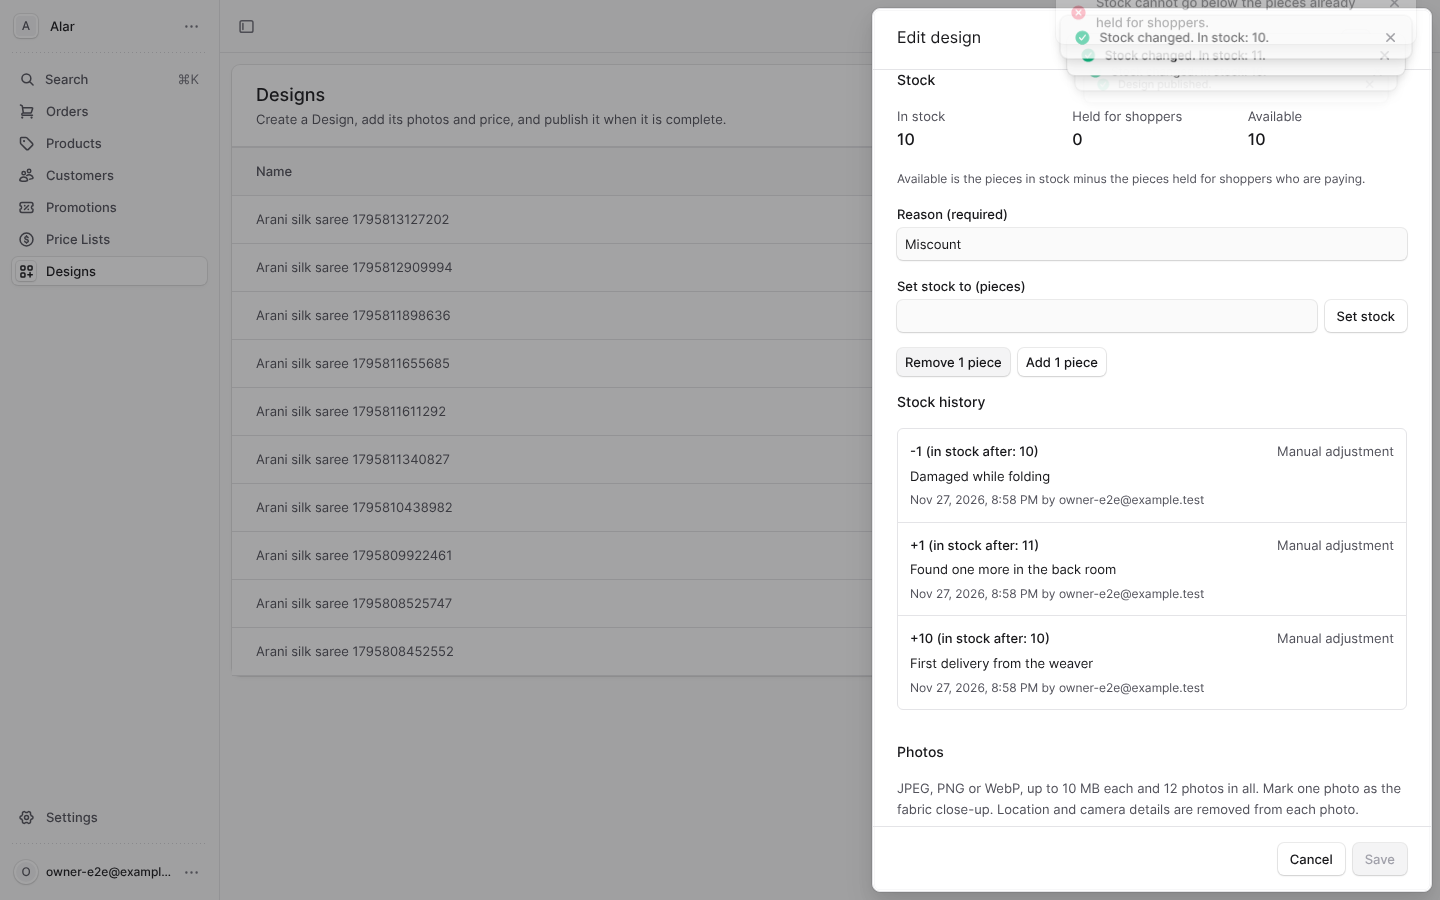 A
Alar
Search
⌘K
Orders
Products
Customers
Promotions
Price Lists
Designs
Settings
O
owner-e2e@exampl...
Designs
Create a Design, add its photos and price, and publish it when it is complete.
Name
Arani silk saree 1795813127202
Arani silk saree 1795812909994
Arani silk saree 1795811898636
Arani silk saree 1795811655685
Arani silk saree 1795811611292
Arani silk saree 1795811340827
Arani silk saree 1795810438982
Arani silk saree 1795809922461
Arani silk saree 1795808525747
Arani silk saree 1795808452552
Edit design
Stock cannot go below the pieces already
held for shoppers.
Stock changed. In stock: 10.
Stock changed. In stock: 11.
Design published.
Stock
In stock
Held for shoppers
Available
10
0
10
Available is the pieces in stock minus the pieces held for shoppers who are paying.
Reason (required)
Miscount
Set stock to (pieces)
Set stock
Remove 1 piece
Add 1 piece
Stock history
-1 (in stock after: 10)
Manual adjustment
Damaged while folding
Nov 27, 2026, 8:58 PM by owner-e2e@example.test
+1 (in stock after: 11)
Manual adjustment
Found one more in the back room
Nov 27, 2026, 8:58 PM by owner-e2e@example.test
+10 (in stock after: 10)
Manual adjustment
First delivery from the weaver
Nov 27, 2026, 8:58 PM by owner-e2e@example.test
Photos
JPEG, PNG or WebP, up to 10 MB each and 12 photos in all. Mark one photo as the
fabric close-up. Location and camera details are removed from each photo.
Cancel
Save